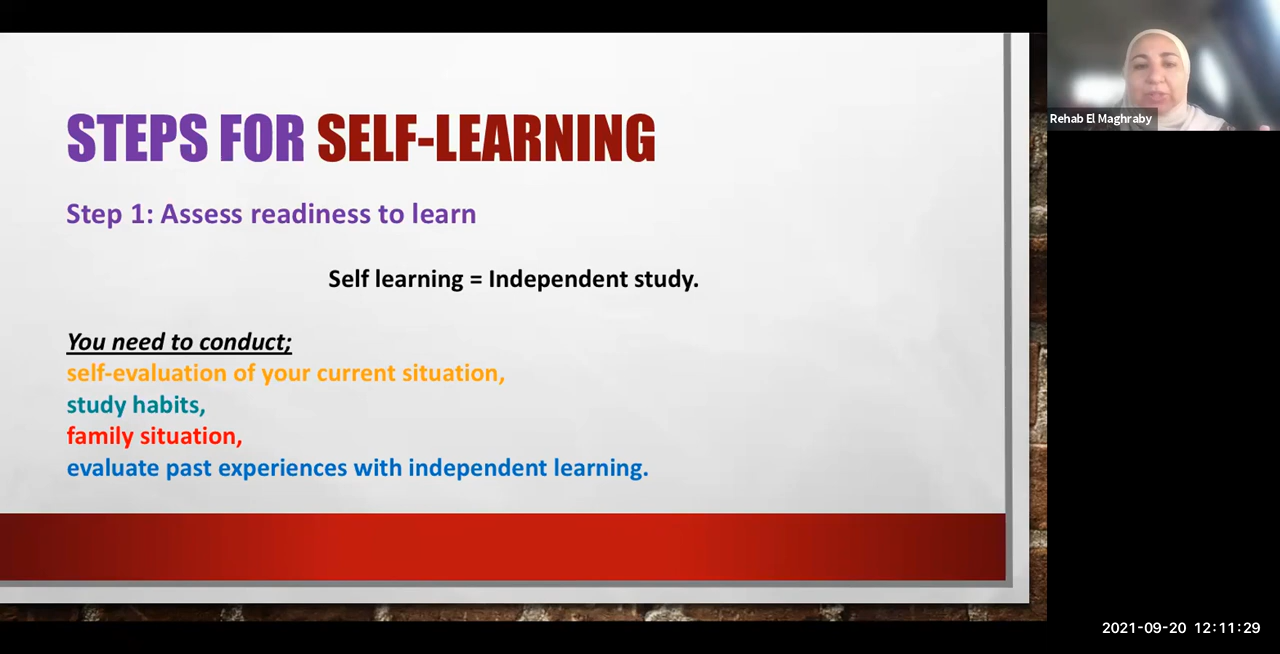 STEPS FOR SELF-LEARNING
Step 1: Assess readiness to learn
Self learning = Independent study.
You need to conduct;
self-evaluation of your current situation,
study habits,
family situation,
evaluate past experiences with independent learning.
Rehab El Maghraby
2021-09-20 12:11:29